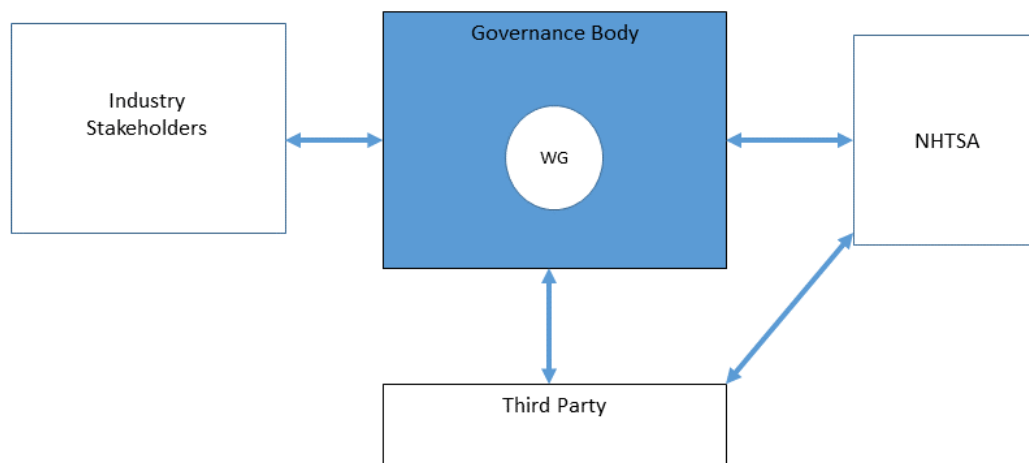 Governance Body
Industry
Stakeholders
WG
NHTSA
Third Party